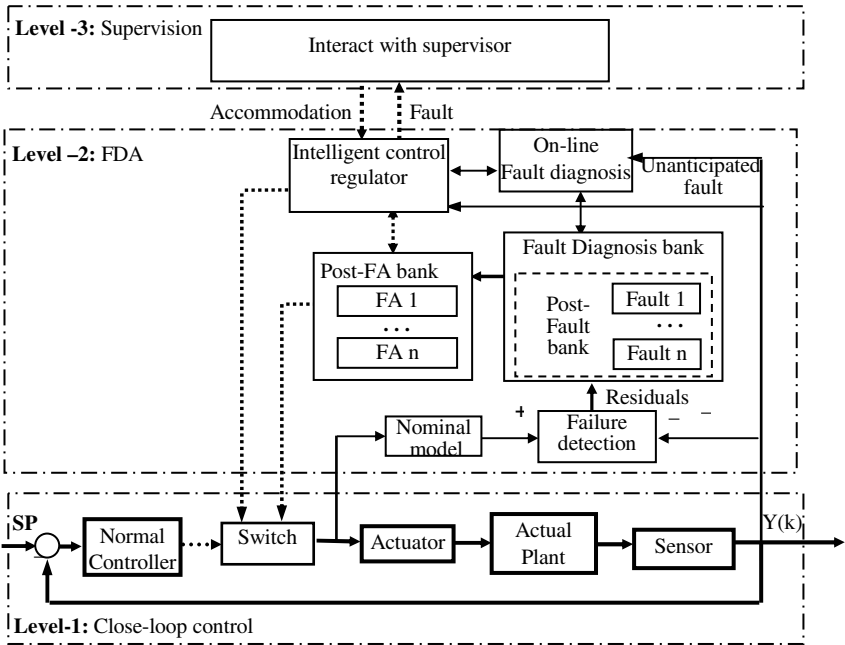 Level -3: Supervision
Interact with supervisor
Accommodation
Fault
Level –2: FDA
Intelligent control
regulator
On-line
Fault diagnosis
Unanticipated
fault
Fault Diagnosis bank
Post-FA bank
FA 1
...
FA n
Post-
Fault
bank
Fault 1
...
Fault n
Residuals
+
– –
Nominal
model
Failure
detection
SP
–
Normal
Controller
Switch
Actuator
Actual
Plant
Sensor
Y(k)
Level-1: Close-loop control